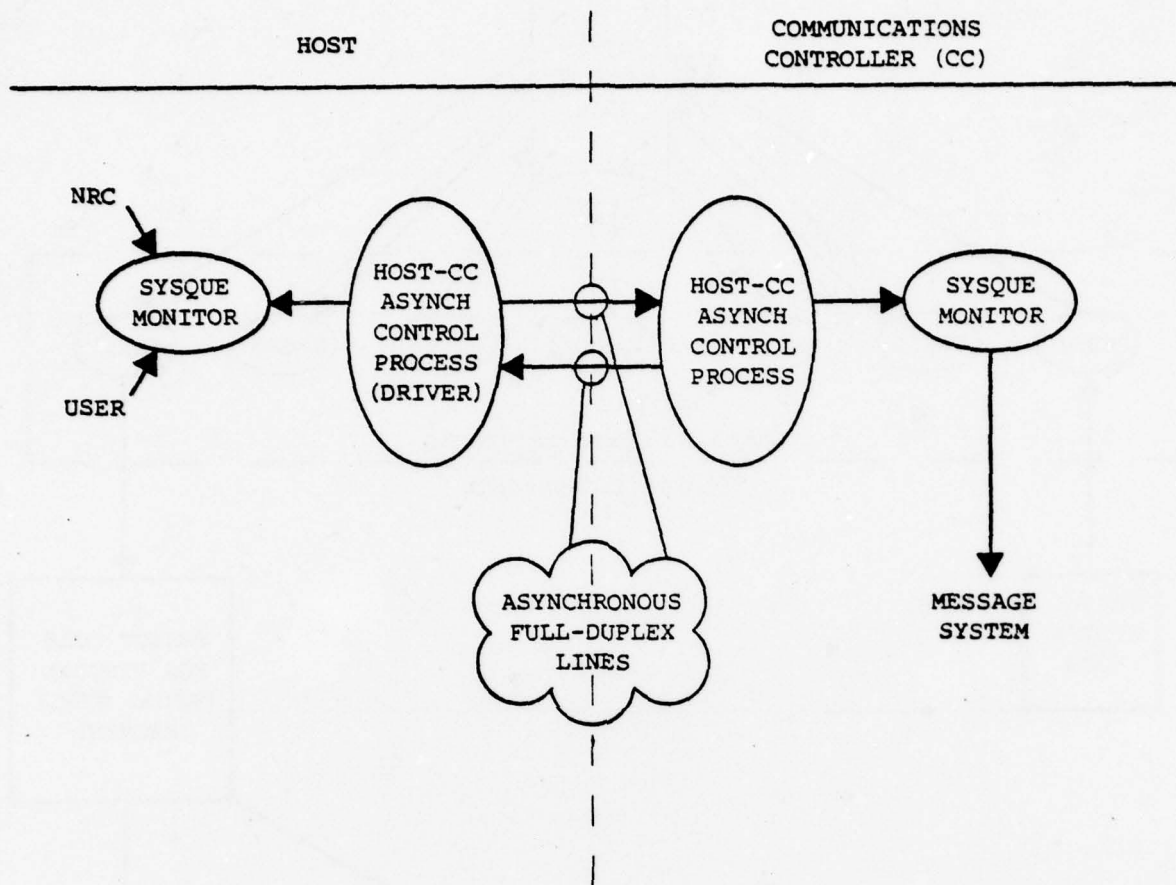 HOST
COMMUNICATIONS
CONTROLLER (CC)
NRC
SYSQUE
MONITOR
USER
HOST-CC
ASYNCH
CONTROL
PROCESS
(DRIVER)
HOST-CC
ASYNCH
CONTROL
PROCESS
SYSQUE
MONITOR
ASYNCHRONOUS
FULL-DUPLEX
LINES
MESSAGE
SYSTEM